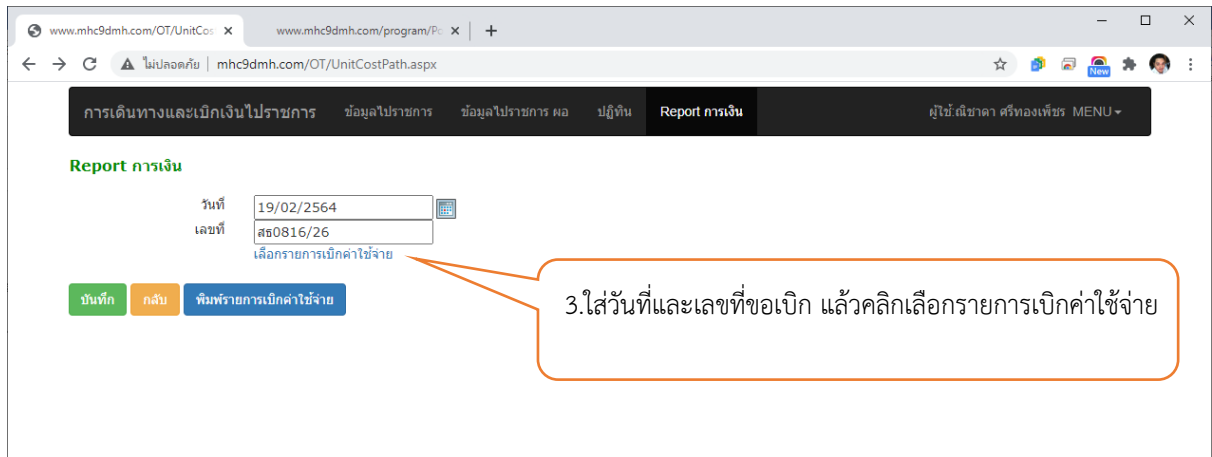 www.mhc9dmh.com/OT/UnitCos
www.mhc9dmh.com/program/Po
ไม่ปลอดภัย | mhc9dmh.com/OT/UnitCostPath.aspx
New
การเดินทางและเบิกเงินไปราชการ ข้อมูลไปราชการ ข้อมูลไปราชการ ผอ ปฏิทิน Report การเงิน ผู้ใช้:ณิชาดา ศรีทองเพ็ชร MENU
Report การเงิน
วันที่ 19/02/2564
เลขที่ สธ0816/26
เลือกรายการเบิกค่าใช้จ่าย
บันทึก กลับ พิมพ์รายการเบิกค่าใช้จ่าย
3.ใส่วันที่และเลขที่ขอเบิก แล้วคลิกเลือกรายการเบิกค่าใช้จ่าย